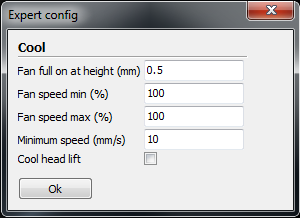 Expert config
Cool
Fan full on at height (mm) 0.5
Fan speed min (%) 100
Fan speed max (%) 100
Minimum speed (mm/s) 10
Cool head lift
Ok